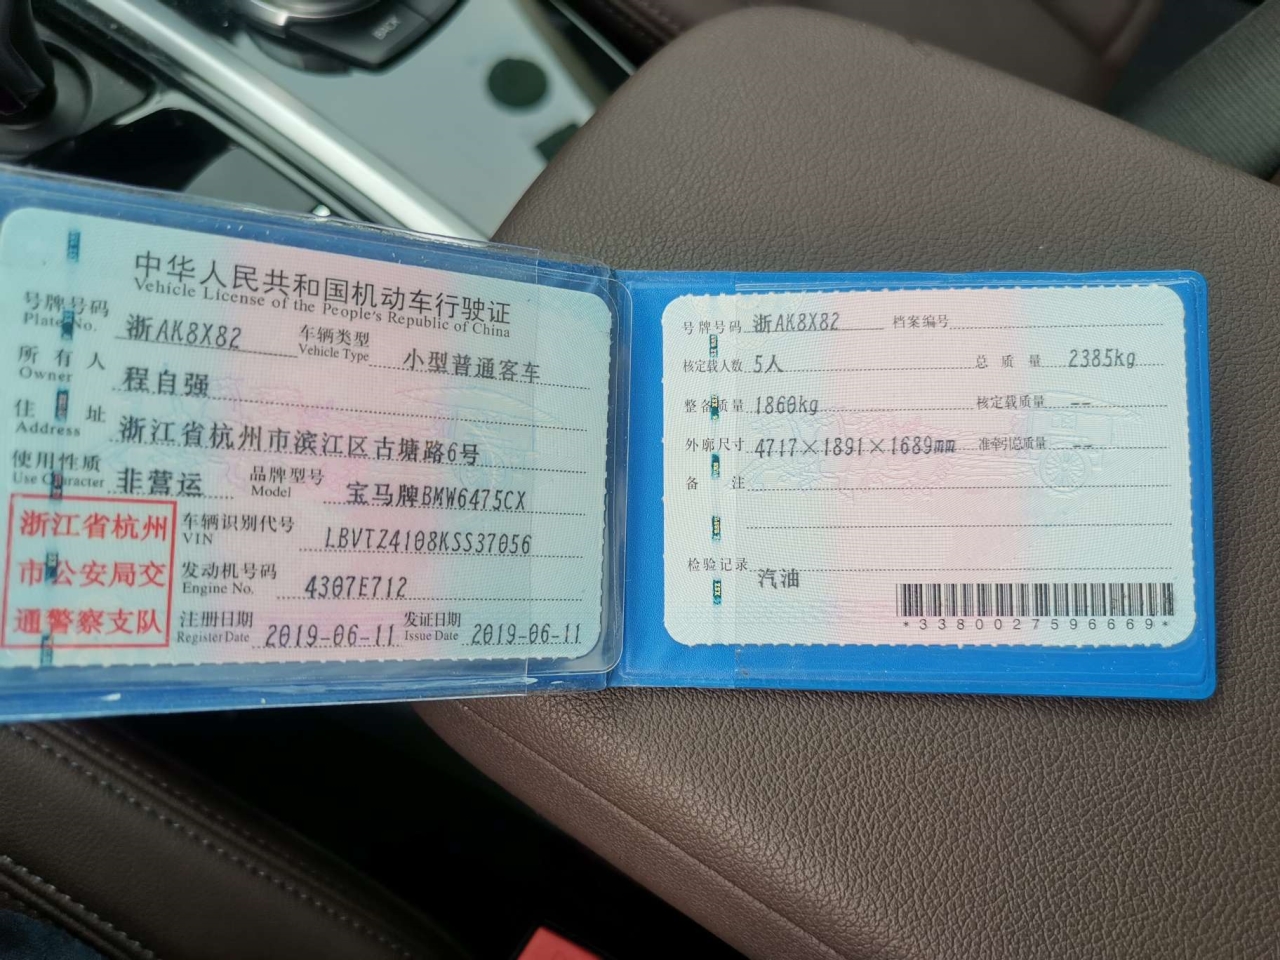 BACK
中华人民共和国机动车行驶证
Vehicle License of the People's Republic of China
号牌号码 浙AK8X82 车辆类型 小型普通客车
Plate No. Vehicle Type
所有人 程自强
Owner
住址 浙江省杭州市滨江区古塘路6号
Address
使用性质 非营运 品牌型号 宝马牌BMW6475CX
Use Character Model
浙江省杭州
市公安局交
通警察支队
车辆识别代号 LBVTZ4108KSS37056
VIN
发动机号码 4307E712
Engine No.
注册日期 2019-06-11 发证日期 2019-06-11
Register Date Issue Date
号牌号码 浙AK8X82 档案编号
核定载人数 5人 总质量 2385kg
整备质量 1860kg 核定载质量 --
外廓尺寸 4717×1891×1689mm 准牵引总质量 --
备注
检验记录 汽油
*3380027596669*